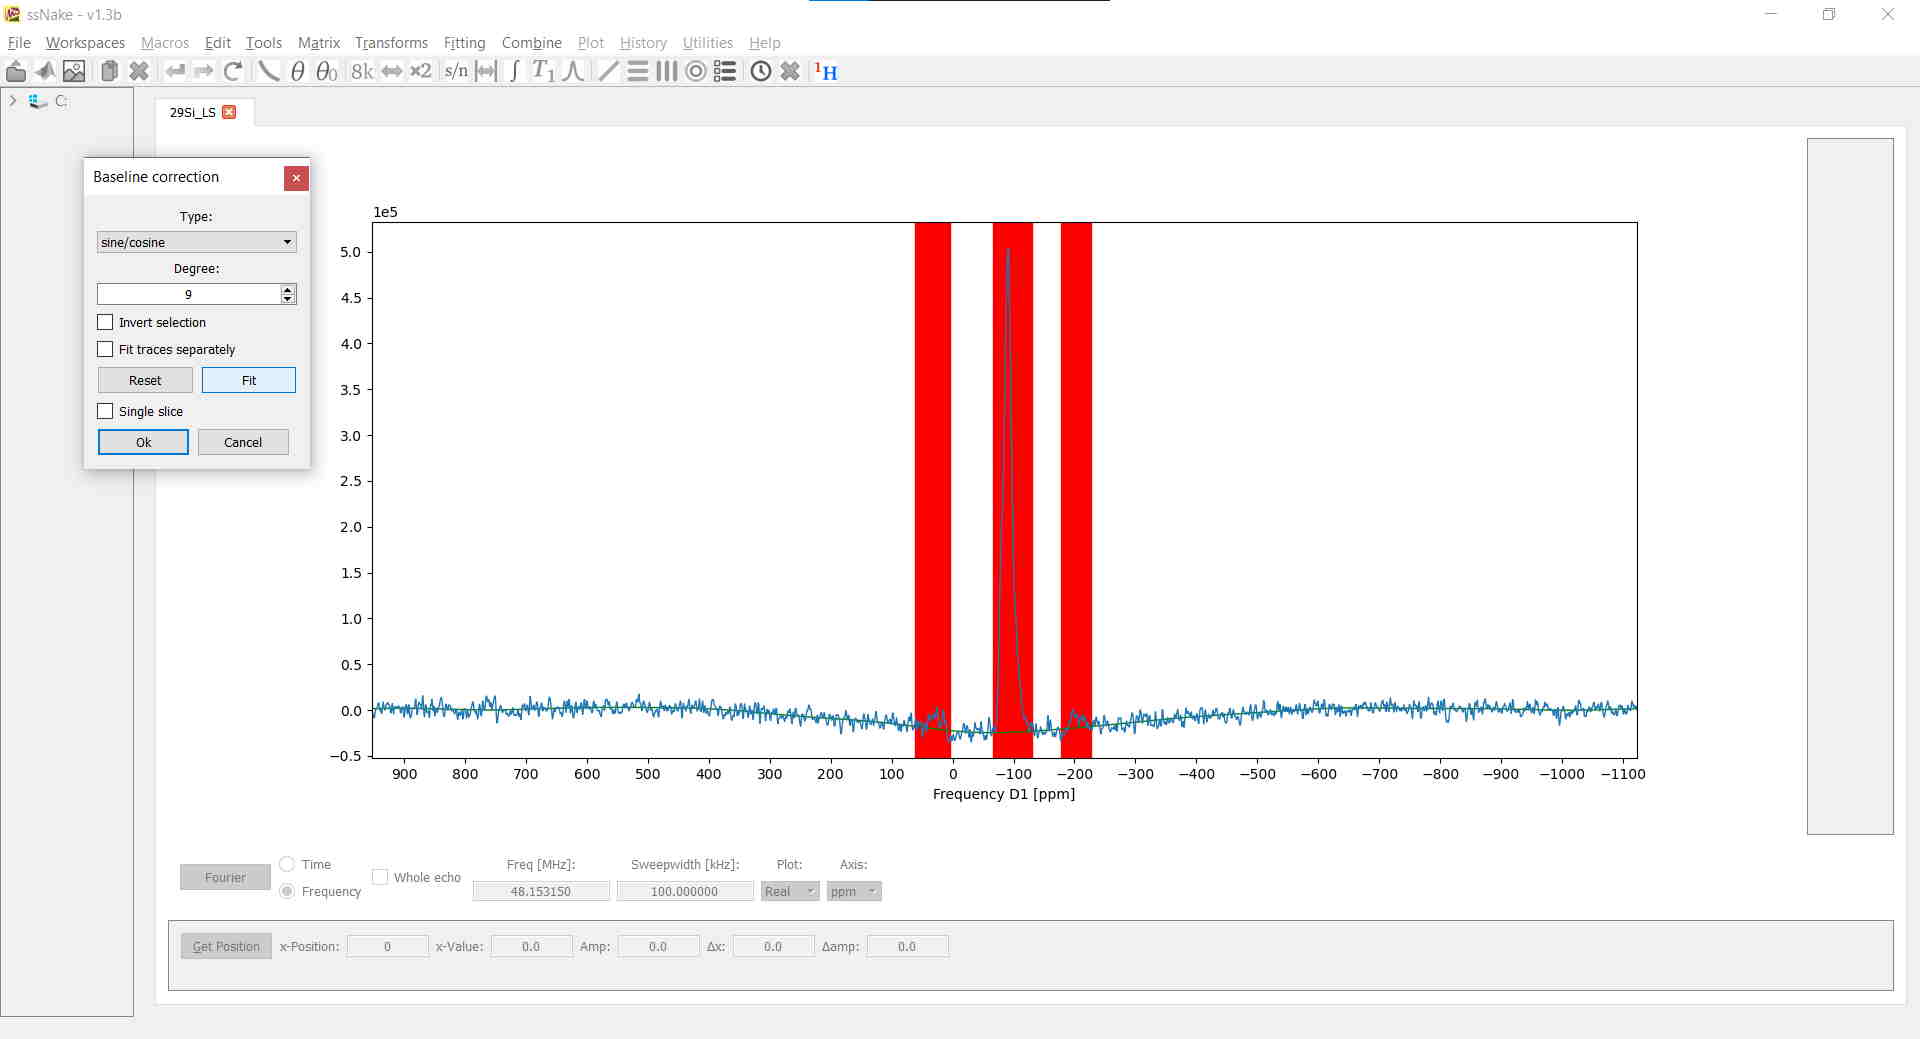 ssNake - v1.3b
File Workspaces Macros Edit Tools Matrix Transforms Fitting Combine Plot History Utilities Help
θ θ0 8k ×2 s/n ∫ T1 1H
C:
29Si_LS
Baseline correction
Type:
sine/cosine
Degree:
9
Invert selection
Fit traces separately
Reset Fit
Single slice
Ok Cancel
1e5
5.0
4.5
4.0
3.5
3.0
2.5
2.0
1.5
1.0
0.5
0.0
−0.5
900 800 700 600 500 400 300 200 100 0 −100 −200 −300 −400 −500 −600 −700 −800 −900 −1000 −1100
Frequency D1 [ppm]
Fourier
Time
Frequency
Whole echo
Freq [MHz]: Sweepwidth [kHz]: Plot: Axis:
48.153150 100.000000 Real ppm
Get Position x-Position: 0 x-Value: 0.0 Amp: 0.0 Δx: 0.0 Δamp: 0.0